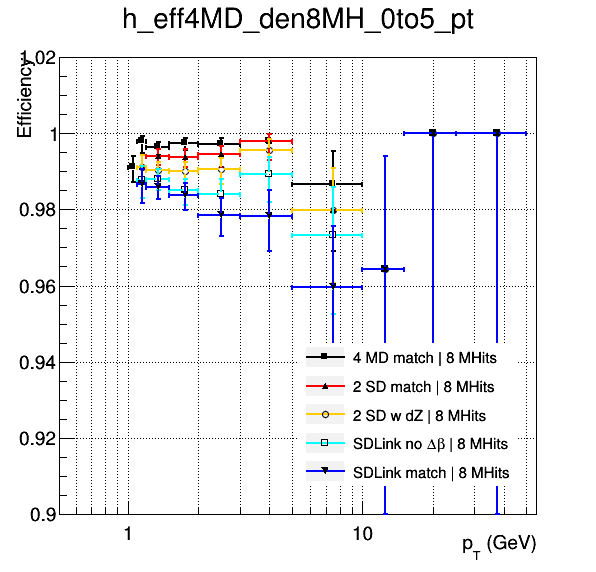 h_eff4MD_den8MH_0to5_pt
Efficiency
1.02
1
0.98
0.96
0.94
0.92
0.9
4 MD match | 8 MHits
2 SD match | 8 MHits
2 SD w dZ | 8 MHits
SDLink no Δβ | 8 MHits
SDLink match | 8 MHits
1
10
p_T (GeV)